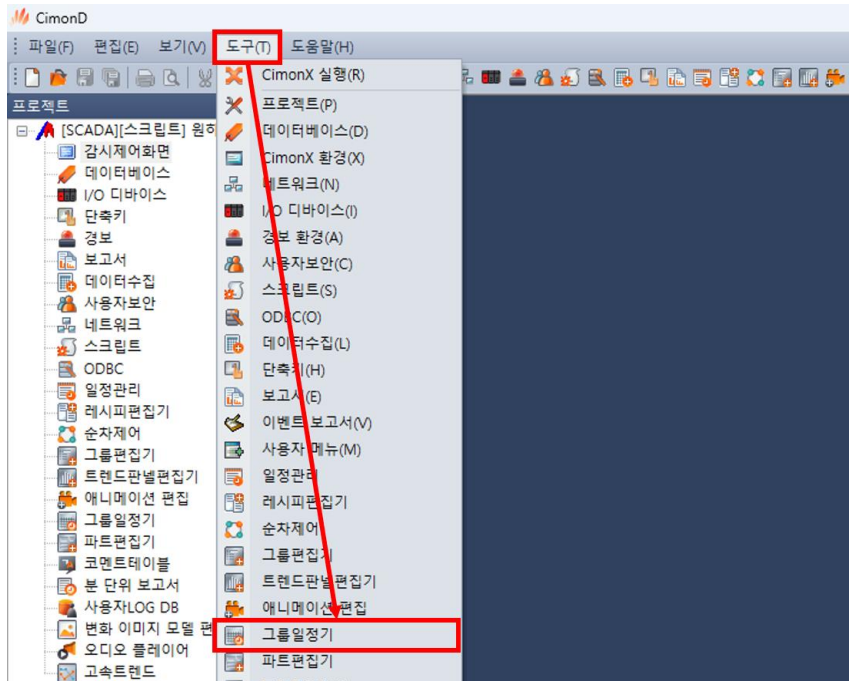 CimonD
파일(F) 편집(E) 보기(V) 도구(T) 도움말(H)
프로젝트
[SCADA][스크립트] 원하
감시제어화면
데이터베이스
I/O 디바이스
단축키
경보
보고서
데이터수집
사용자보안
네트워크
스크립트
ODBC
일정관리
레시피편집기
순차제어
그룹편집기
트렌드판넬편집기
애니메이션 편집
그룹일정기
파트편집기
코멘트테이블
분 단위 보고서
사용자LOG DB
변화 이미지 모델 편
오디오 플레이어
고속트렌드
CimonX 실행(R)
프로젝트(P)
데이터베이스(D)
CimonX 환경(X)
네트워크(N)
I/O 디바이스(I)
경보 환경(A)
사용자보안(C)
스크립트(S)
ODBC(O)
데이터수집(L)
단축키(H)
보고서(E)
이벤트 보고서(V)
사용자 메뉴(M)
일정관리
레시피편집기
순차제어
그룹편집기
트렌드판넬편집기
애니메이션 편집
그룹일정기
파트편집기